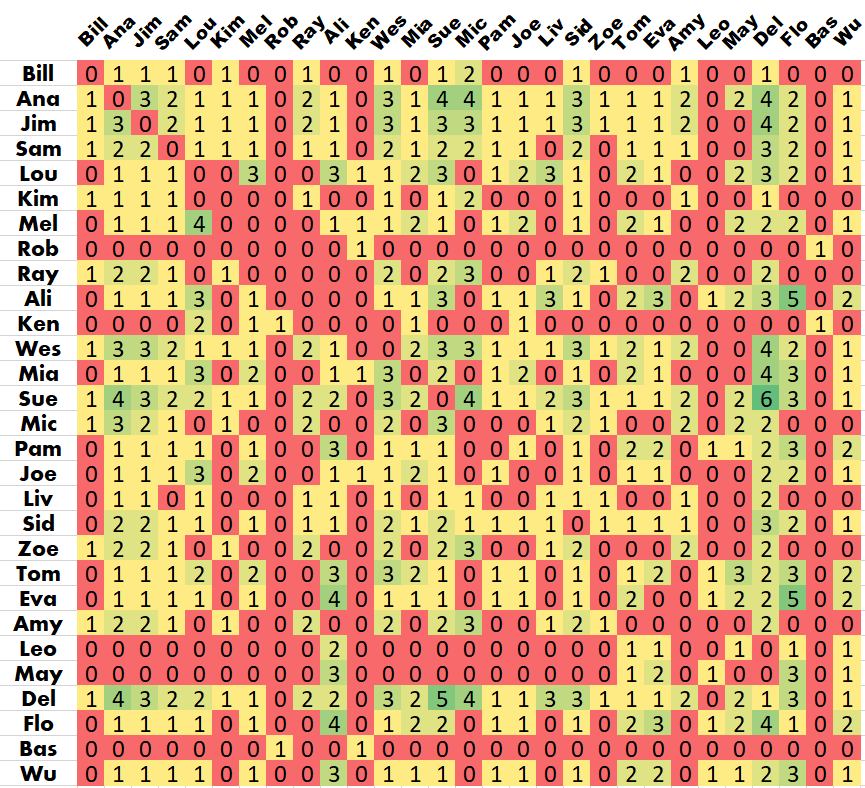 Bill Ana Jim Sam Lou Kim Mel Rob Ray Ali Ken Wes Mia Sue Mic Pam Joe Liv Sid Zoe Tom Eva Amy Leo May Del Flo Bas Wu
Bill 0 1 1 1 0 1 0 0 1 0 0 1 0 1 2 0 0 0 1 0 0 0 1 0 0 1 0 0 0
Ana 1 0 3 2 1 1 1 0 2 1 0 3 1 4 4 1 1 1 3 1 1 1 2 0 2 4 2 0 1
Jim 1 3 0 2 1 1 1 0 2 1 0 3 1 3 3 1 1 1 3 1 1 1 2 0 0 4 2 0 1
Sam 1 2 2 0 1 1 1 0 1 1 0 2 1 2 2 1 1 0 2 0 1 1 1 0 0 3 2 0 1
Lou 0 1 1 1 0 0 3 0 0 3 1 1 2 3 0 1 2 3 1 0 2 1 0 0 2 3 2 0 1
Kim 1 1 1 1 0 0 0 0 1 0 0 1 0 1 2 0 0 0 1 0 0 0 1 0 0 1 0 0 0
Mel 0 1 1 1 4 0 0 0 0 1 1 1 2 1 0 1 2 0 1 0 2 1 0 0 2 2 2 0 1
Rob 0 0 0 0 0 0 0 0 0 0 1 0 0 0 0 0 0 0 0 0 0 0 0 0 0 0 0 1 0
Ray 1 2 2 1 0 1 0 0 0 0 0 2 0 2 3 0 0 1 2 1 0 0 2 0 0 2 0 0 0
Ali 0 1 1 1 3 0 1 0 0 0 0 1 1 3 0 1 1 3 1 0 2 3 0 1 2 3 5 0 2
Ken 0 0 0 0 2 0 1 1 0 0 0 0 1 0 0 0 1 0 0 0 0 0 0 0 0 0 0 1 0
Wes 1 3 3 2 1 1 1 0 2 1 0 0 2 3 3 1 1 1 3 1 2 1 2 0 0 4 2 0 1
Mia 0 1 1 1 3 0 2 0 0 1 1 3 0 2 0 1 2 0 1 0 2 1 0 0 0 4 3 0 1
Sue 1 4 3 2 2 1 1 0 2 2 0 3 2 0 4 1 1 2 3 1 1 1 2 0 2 6 3 0 1
Mic 1 3 2 1 0 1 0 0 2 0 0 2 0 3 0 0 0 1 2 1 0 0 2 0 2 2 0 0 0
Pam 0 1 1 1 1 0 1 0 0 3 0 1 1 1 0 0 1 0 1 0 2 2 0 1 1 2 3 0 2
Joe 0 1 1 1 3 0 2 0 0 1 1 1 2 1 0 1 0 0 1 0 1 1 0 0 0 2 2 0 1
Liv 0 1 1 0 1 0 0 0 1 1 0 1 0 1 1 0 0 1 1 1 0 0 1 0 0 2 0 0 0
Sid 0 2 2 1 1 0 1 0 1 1 0 2 1 2 1 1 1 1 0 1 1 1 1 0 0 3 2 0 1
Zoe 1 2 2 1 0 1 0 0 2 0 0 2 0 2 3 0 0 1 2 0 0 0 2 0 0 2 0 0 0
Tom 0 1 1 1 2 0 2 0 0 3 0 3 2 1 0 1 1 0 1 0 1 2 0 1 3 2 3 0 2
Eva 0 1 1 1 1 0 1 0 0 4 0 1 1 1 0 1 1 0 1 0 2 0 0 1 2 2 5 0 2
Amy 1 2 2 1 0 1 0 0 2 0 0 2 0 2 3 0 0 1 2 1 0 0 0 0 0 2 0 0 0
Leo 0 0 0 0 0 0 0 0 0 2 0 0 0 0 0 0 0 0 0 0 1 1 0 0 1 0 1 0 1
May 0 0 0 0 0 0 0 0 0 3 0 0 0 0 0 0 0 0 0 0 1 2 0 1 0 0 3 0 1
Del 1 4 3 2 2 1 1 0 2 2 0 3 2 5 4 1 1 3 3 1 1 1 2 0 2 1 3 0 1
Flo 0 1 1 1 1 0 1 0 0 4 0 1 2 2 0 1 1 0 1 0 2 3 0 1 2 4 1 0 2
Bas 0 0 0 0 0 0 0 1 0 0 1 0 0 0 0 0 0 0 0 0 0 0 0 0 0 0 0 0 0
Wu 0 1 1 1 1 0 1 0 0 3 0 1 1 1 0 1 1 0 1 0 2 2 0 1 1 2 3 0 1